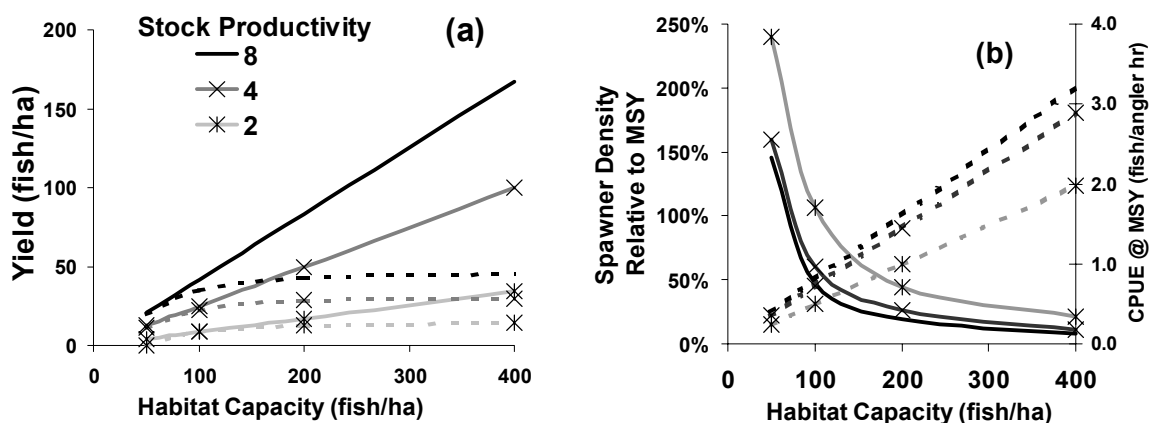 Stock Productivity
8
4
2
(a)
200
150
100
50
0
Yield (fish/ha)
0 100 200 300 400
Habitat Capacity (fish/ha)
(b)
250%
200%
150%
100%
50%
0%
Spawner Density
Relative to MSY
4.0
3.0
2.0
1.0
0.0
CPUE @ MSY (fish/angler hr)
0 100 200 300 400
Habitat Capacity (fish/ha)